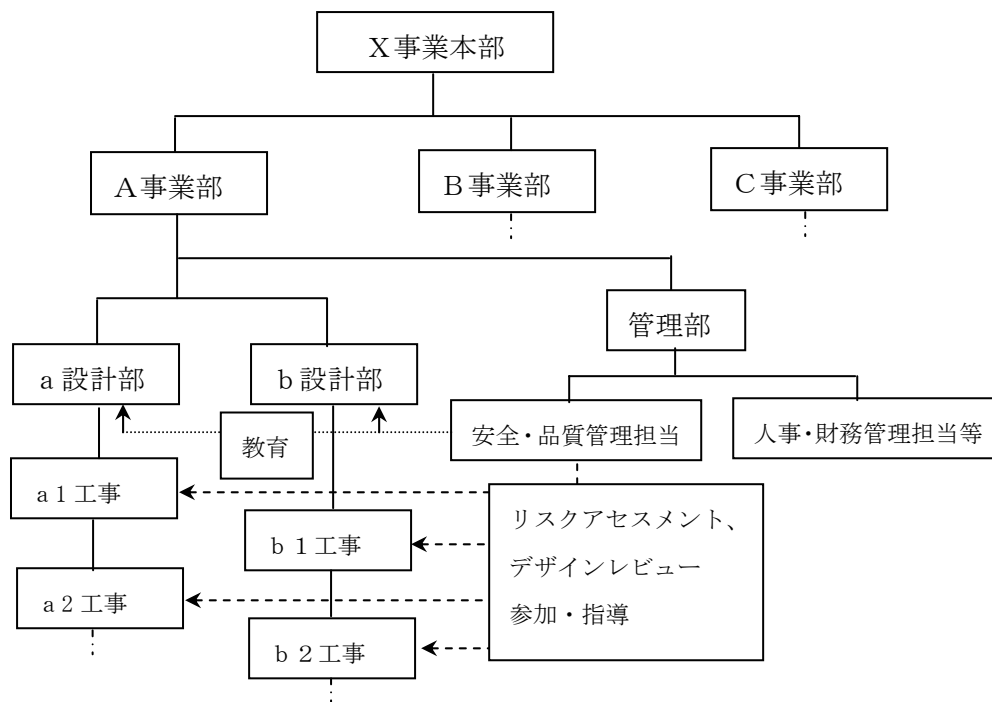 X事業本部
A事業部
B事業部
C事業部
管理部
a設計部
b設計部
教育
安全・品質管理担当
人事・財務管理担当等
a1工事
b1工事
a2工事
b2工事
リスクアセスメント、
デザインレビュー
参加・指導